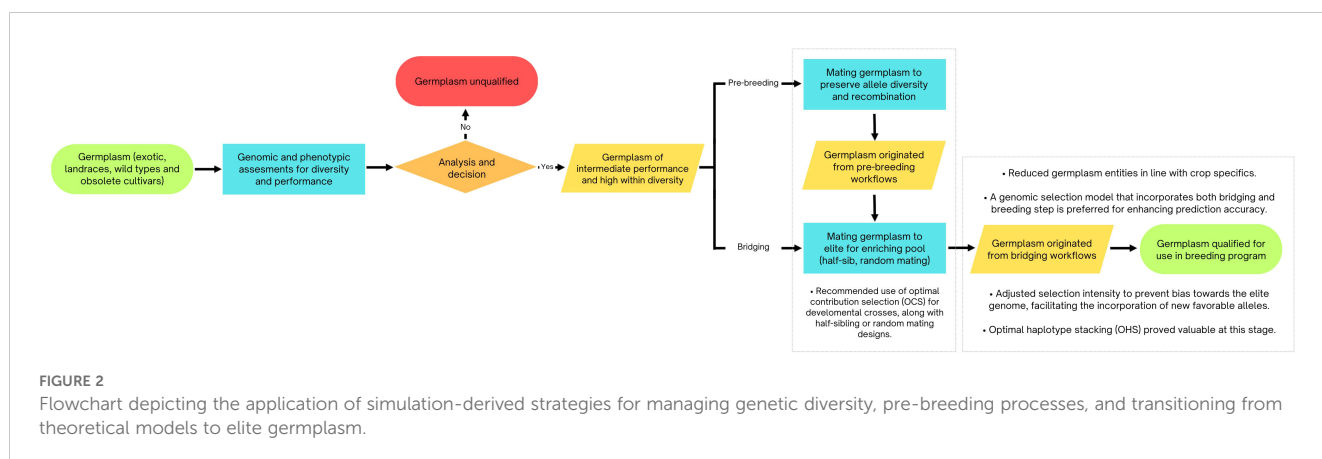 Germplasm (exotic,
landraces, wild types and
obsolete cultivars)
Genomic and phenotypic
assesments for diversity
and performance
Germplasm unqualified
No
Analysis and
decision
Yes
Germplasm of
intermediate performance
and high within diversity
Pre-breeding
Bridging
Mating germplasm to
preserve allele diversity
and recombination
Germplasm originated
from pre-breeding
workflows
Mating germplasm to
elite for enriching pool
(half-sib, random mating)
• Recommended use of optimal
contribution selection (OCS) for
develomental crosses, along with
half-sibling or random mating
designs.
• Reduced germplasm entities in line with crop specifics.
• A genomic selection model that incorporates both bridging and
breeding step is preferred for enhancing prediction accuracy.
Germplasm originated
from bridging workflows
Germplasm qualified for
use in breeding program
• Adjusted selection intensity to prevent bias towards the elite
genome, facilitating the incorporation of new favorable alleles.
• Optimal haplotype stacking (OHS) proved valuable at this stage.
FIGURE 2
Flowchart depicting the application of simulation-derived strategies for managing genetic diversity, pre-breeding processes, and transitioning from
theoretical models to elite germplasm.